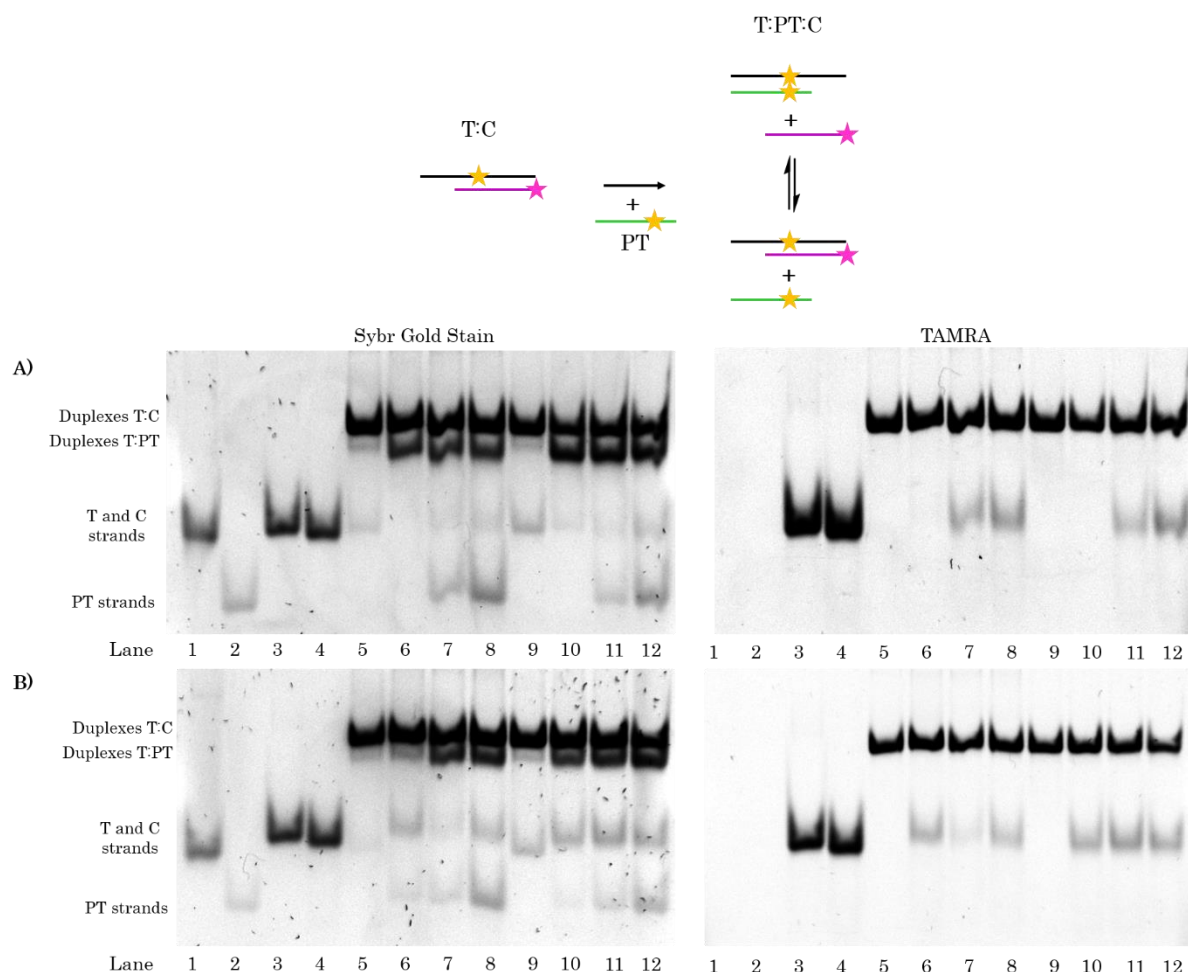 T:PT:C
T:C
+
+
PT
+
Sybr Gold Stain TAMRA
A)
Duplexes T:C
Duplexes T:PT
T and C
strands
PT strands
Lane 1 2 3 4 5 6 7 8 9 10 11 12 1 2 3 4 5 6 7 8 9 10 11 12
B)
Duplexes T:C
Duplexes T:PT
T and C
strands
PT strands
Lane 1 2 3 4 5 6 7 8 9 10 11 12 1 2 3 4 5 6 7 8 9 10 11 12